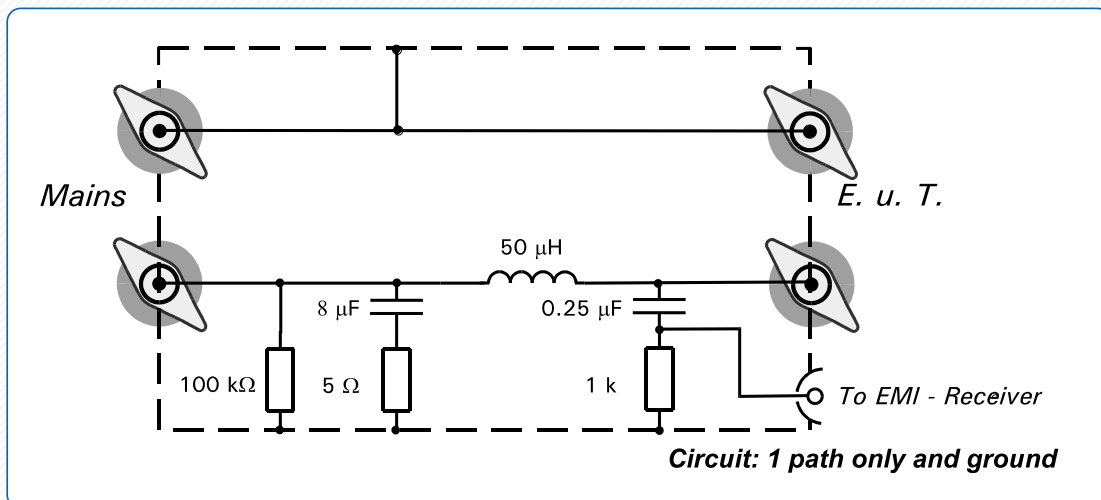 Mains
E. u. T.
50 μH
8 μF
0.25 μF
100 kΩ
5 Ω
1 k
To EMI - Receiver
Circuit: 1 path only and ground